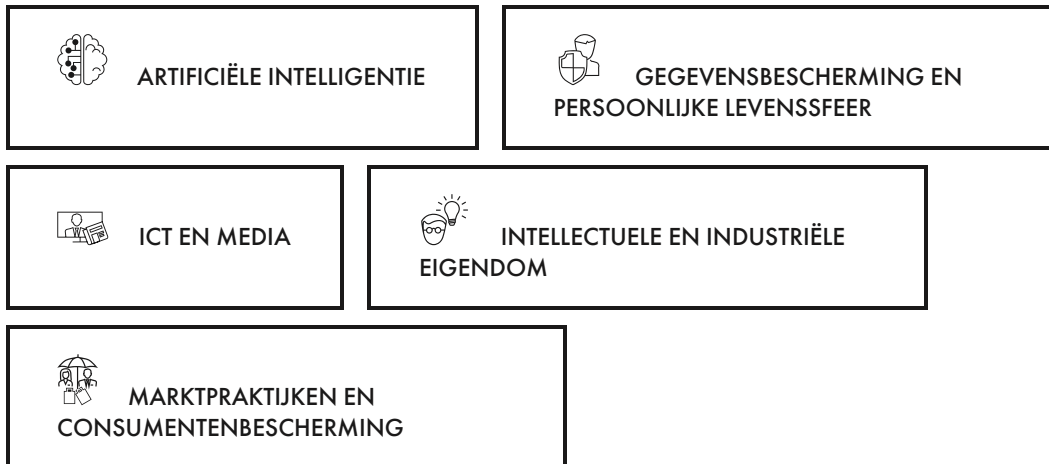 ARTIFICIËLE INTELLIGENTIE
GEGEVENSBESCHERMING EN
PERSOONLIJKE LEVENSSFEER
ICT EN MEDIA
INTELLECTUELE EN INDUSTRIËLE
EIGENDOM
MARKTPRAKTIJKEN EN
CONSUMENTENBESCHERMING